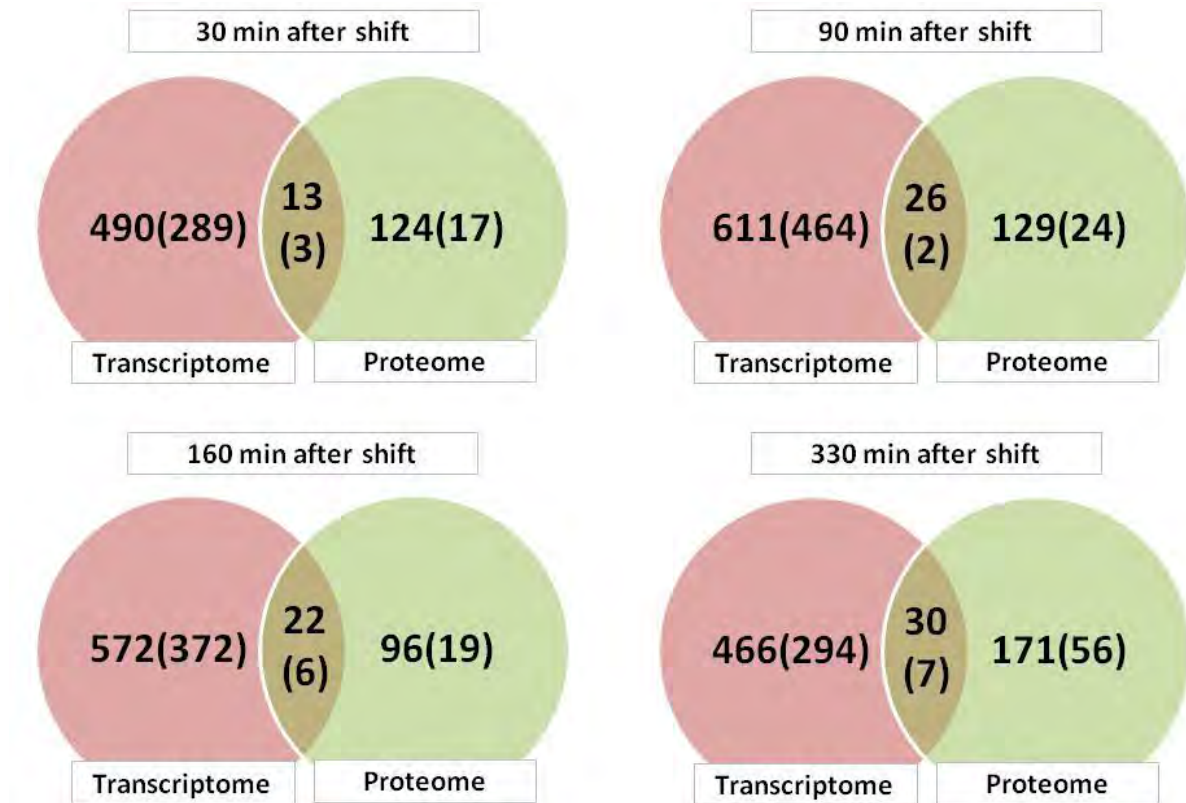 30 min after shift
490(289)
13
(3)
124(17)
Transcriptome
Proteome
90 min after shift
611(464)
26
(2)
129(24)
Transcriptome
Proteome
160 min after shift
572(372)
22
(6)
96(19)
Transcriptome
Proteome
330 min after shift
466(294)
30
(7)
171(56)
Transcriptome
Proteome